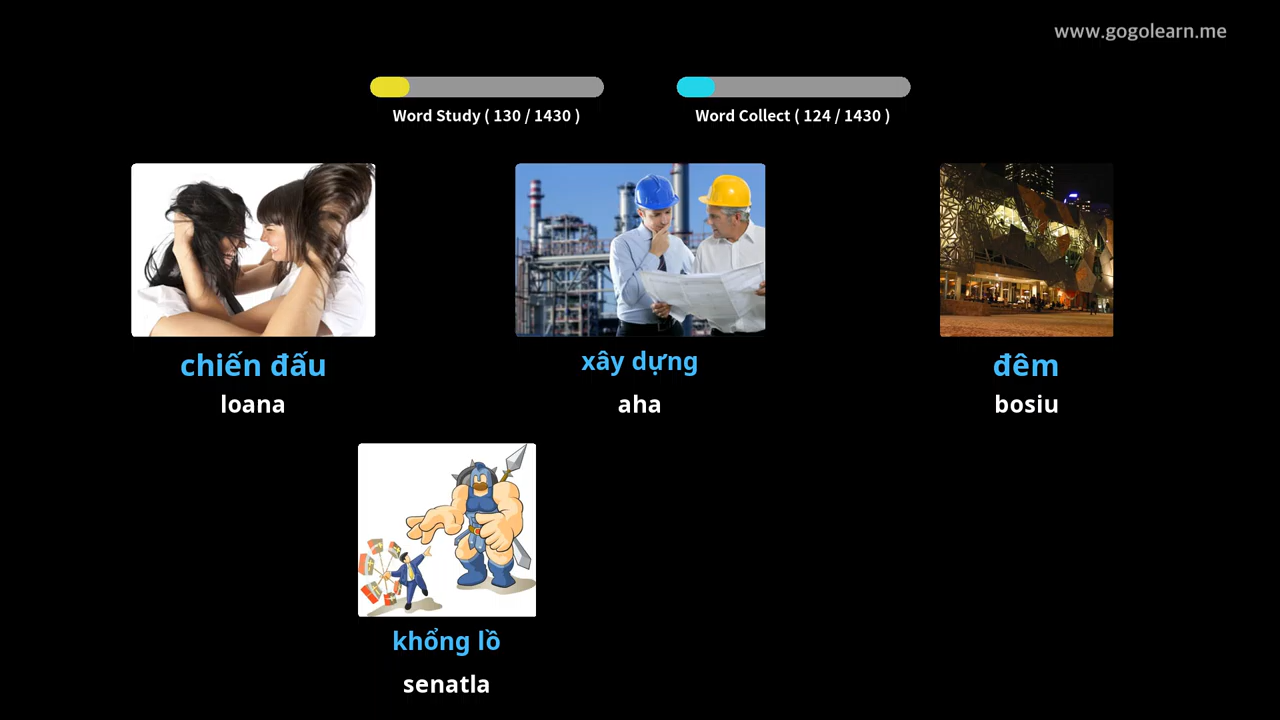 www.gogolearn.me
Word Study ( 130 / 1430 )
Word Collect ( 124 / 1430 )
chiến đấu
loana
xây dựng
aha
đêm
bosiu
khổng lồ
senatla